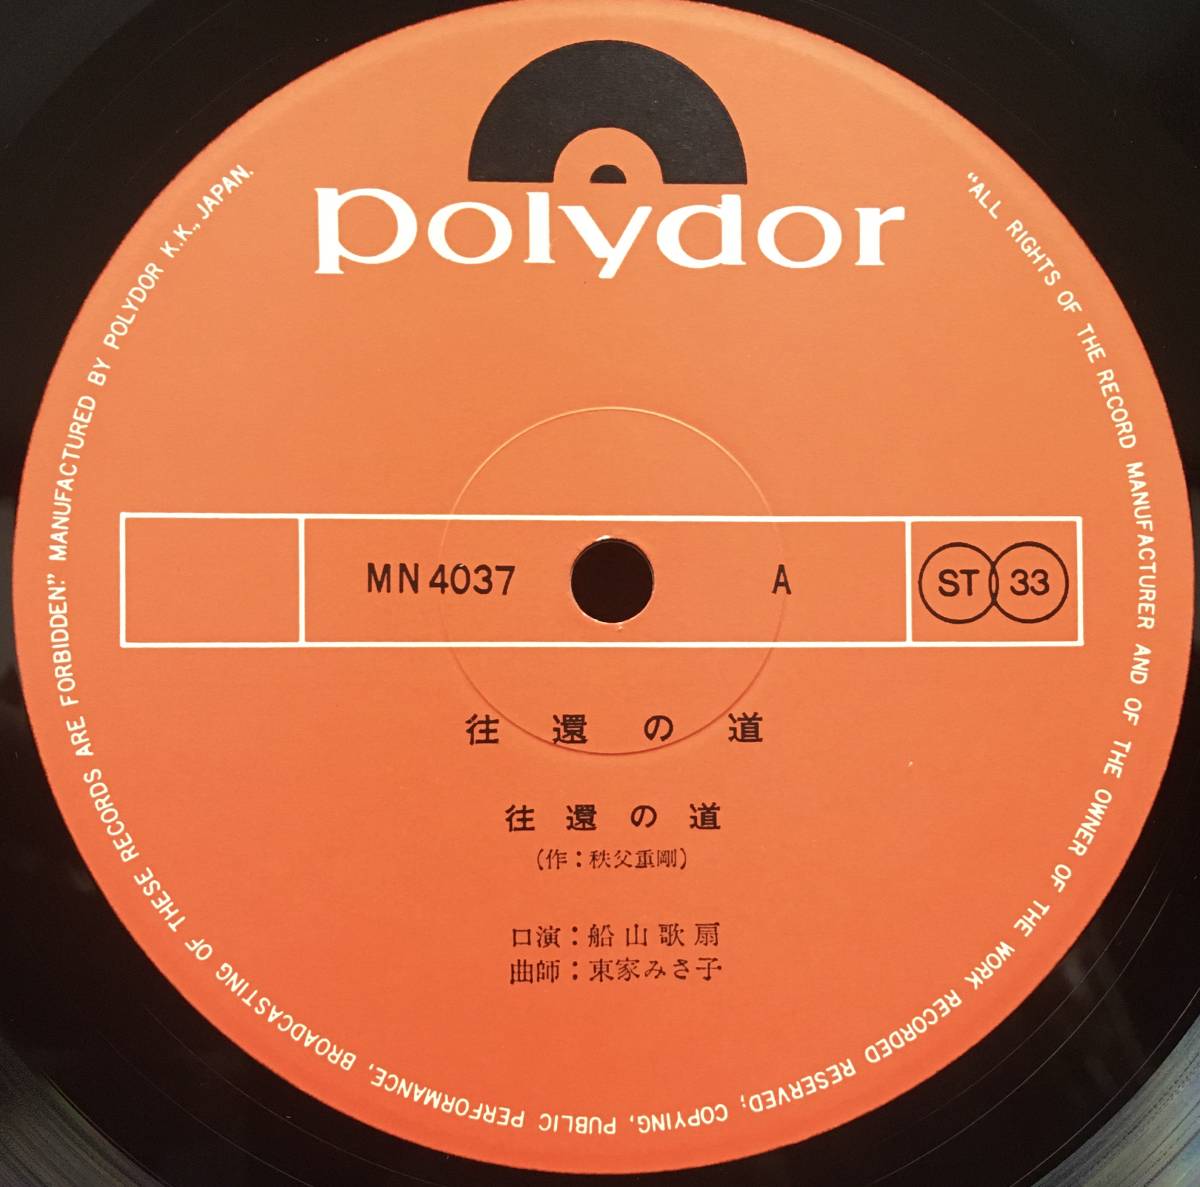 polydor
MN 4037 A ST 33
往還の道
往還の道
(作：秩父重剛)
口演：船山歌扇
曲師：東家みさ子
"ALL RIGHTS OF THE RECORD MANUFACTURER AND OF THE OWNER OF THE WORK RECORDED RESERVED; COPYING, PUBLIC PERFORMANCE, BROADCASTING OF THESE RECORDS ARE FORBIDDEN." MANUFACTURED BY POLYDOR K.K., JAPAN.